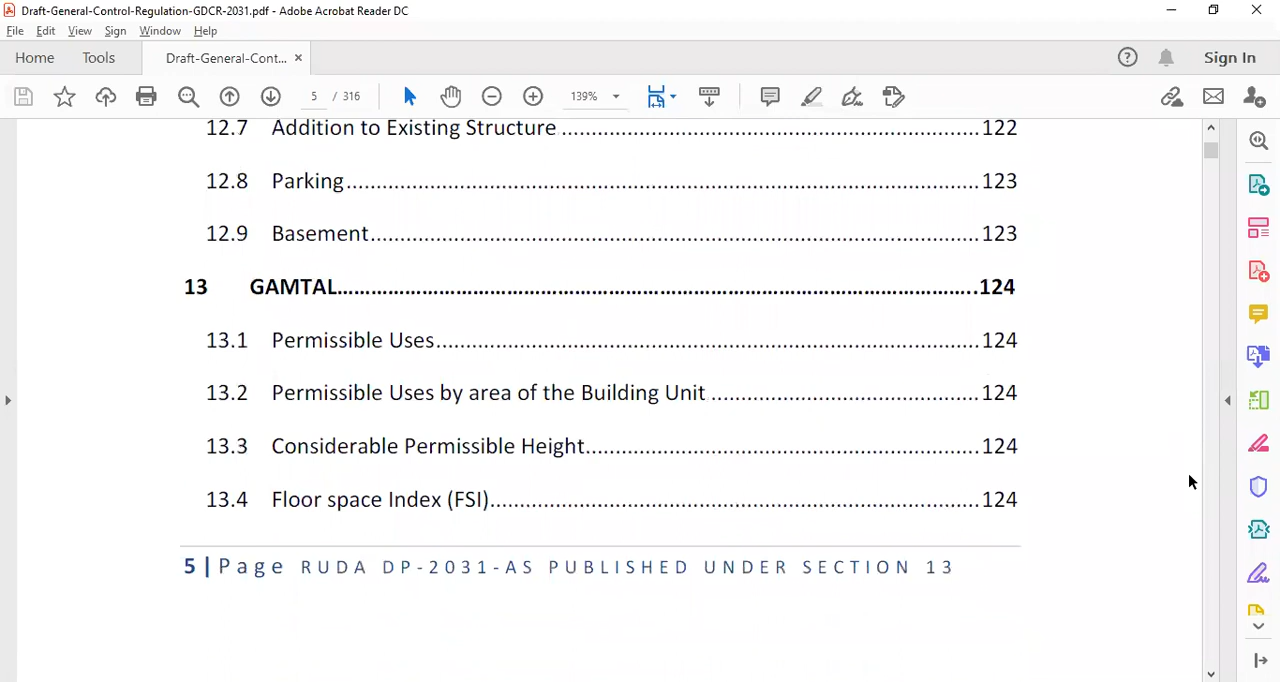 Draft-General-Control-Regulation-GDCR-2031.pdf - Adobe Acrobat Reader DC
File Edit View Sign Window Help
Home Tools Draft-General-Cont... × Sign In
5 / 316 139%
12.7 Addition to Existing Structure ........................................................................122
12.8 Parking...............................................................................................................123
12.9 Basement...........................................................................................................123
13 GAMTAL……………………………………………………………………………………………..124
13.1 Permissible Uses................................................................................................124
13.2 Permissible Uses by area of the Building Unit ..............................................124
13.3 Considerable Permissible Height.....................................................................124
13.4 Floor space Index (FSI)......................................................................................124
5 | Page RUDA DP-2031-AS PUBLISHED UNDER SECTION 13